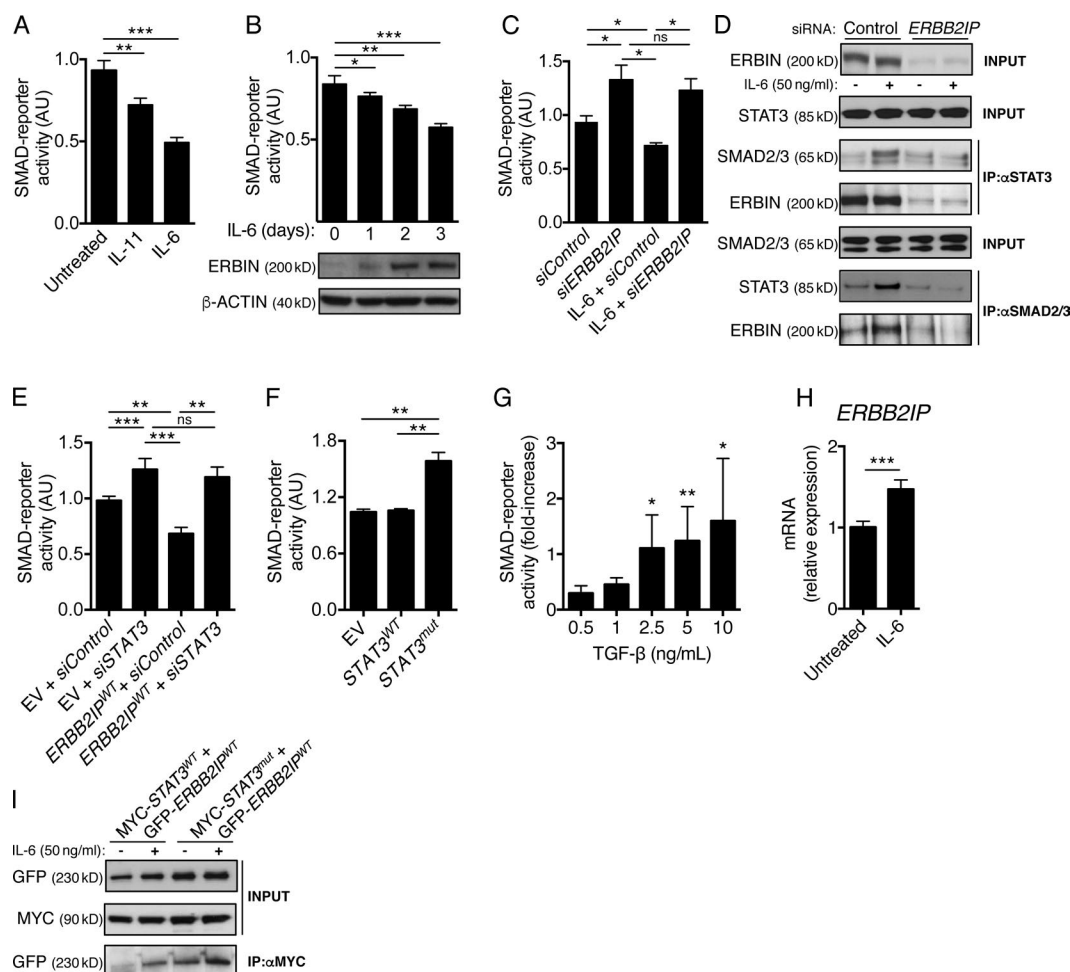 A
***
**
SMAD-reporter
activity (AU)
1.0
0.5
0.0
Untreated
IL-11
IL-6
B
***
**
*
SMAD-reporter
activity (AU)
1.0
0.5
0.0
IL-6 (days): 0 1 2 3
ERBIN (200 kD)
β-ACTIN (40 kD)
C
*
* *
* ns
*
SMAD-reporter
activity (AU)
1.5
1.0
0.5
0.0
siControl
siERBB2IP
IL-6 + siControl
IL-6 + siERBB2IP
D
siRNA: Control ERBB2IP
ERBIN (200 kD) INPUT
IL-6 (50 ng/ml): - + - +
STAT3 (85 kD) INPUT
SMAD2/3 (65 kD)
IP:αSTAT3
ERBIN (200 kD)
SMAD2/3 (65 kD) INPUT
STAT3 (85 kD)
IP:αSMAD2/3
ERBIN (200 kD)
E
** **
*** ns
***
SMAD-reporter
activity (AU)
1.5
1.0
0.5
0.0
EV + siControl
EV + siSTAT3
ERBB2IPWT + siControl
ERBB2IPWT + siSTAT3
F
**
**
SMAD-reporter
activity (AU)
1.8
1.2
0.6
0.0
EV
STAT3WT
STAT3mut
G
SMAD-reporter
activity (fold-increase)
3
2
1
0
* ** *
0.5 1 2.5 5 10
TGF-β (ng/mL)
H
ERBB2IP
***
mRNA
(relative expression)
1.5
1.0
0.5
0.0
Untreated
IL-6
I
MYC-STAT3WT +
GFP-ERBB2IPWT
MYC-STAT3mut +
GFP-ERBB2IPWT
IL-6 (50 ng/ml): - + - +
GFP (230 kD)
INPUT
MYC (90 kD)
GFP (230 kD) IP:αMYC